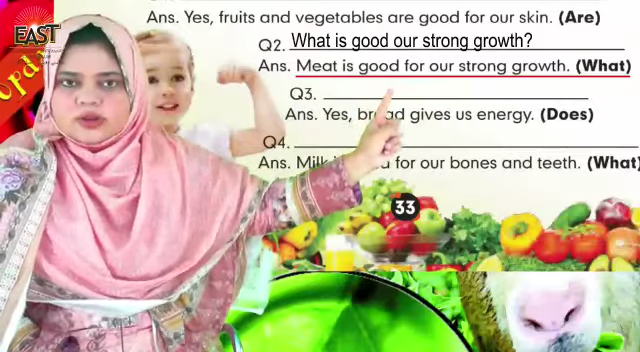 EAST
Ans. Yes, fruits and vegetables are good for our skin. (Are)
Q2. What is good our strong growth?
Ans. Meat is good for our strong growth. (What)
Q3.
Ans. Yes, bread gives us energy. (Does)
Q4.
Ans. Milk for our bones and teeth. (What)
33